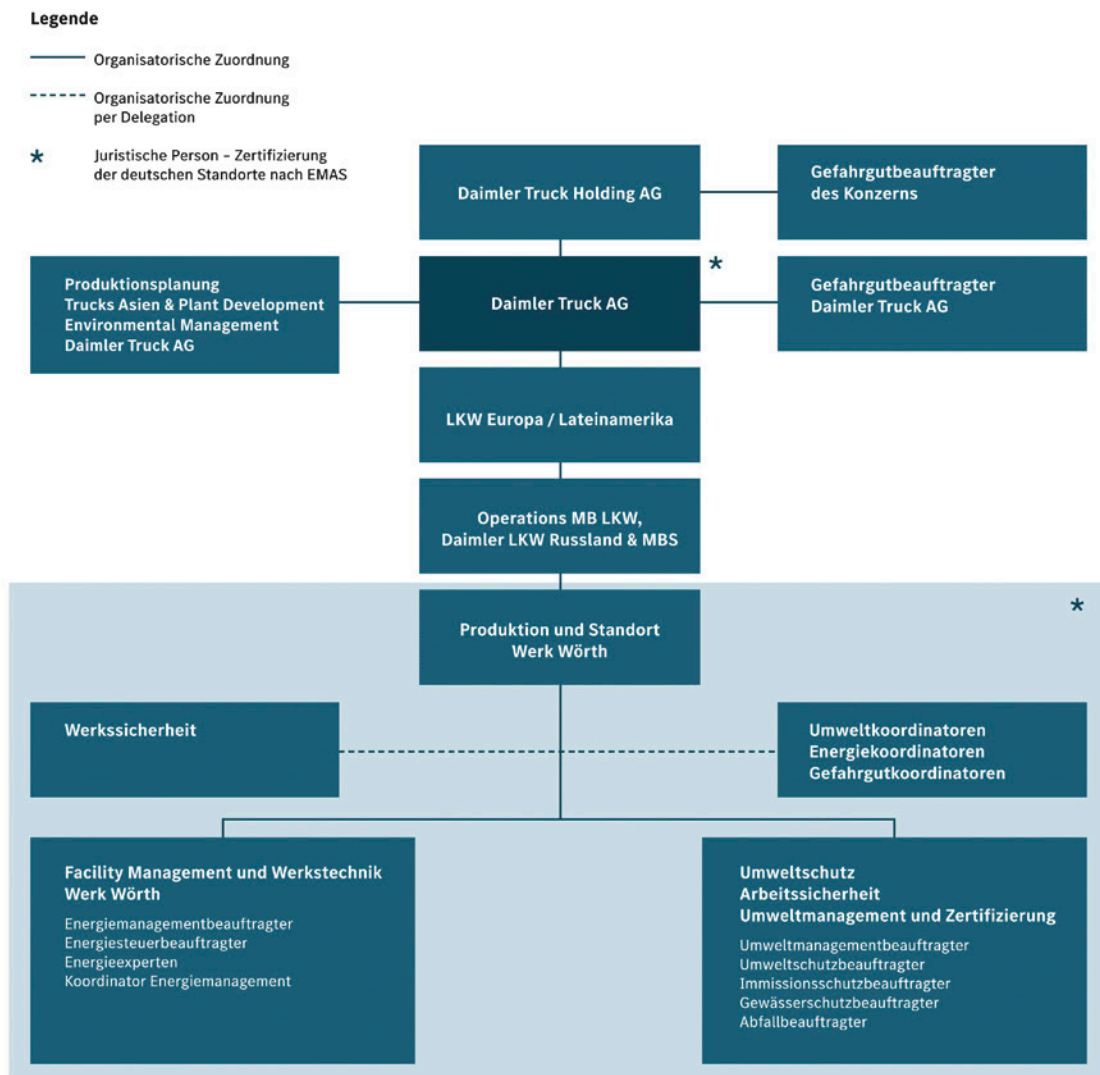 Legende
Organisatorische Zuordnung
Organisatorische Zuordnung
per Delegation
* Juristische Person – Zertifizierung
der deutschen Standorte nach EMAS
Daimler Truck Holding AG
Gefahrgutbeauftragter
des Konzerns
Produktionsplanung
Trucks Asien & Plant Development
Environmental Management
Daimler Truck AG
Daimler Truck AG
*
Gefahrgutbeauftragter
Daimler Truck AG
LKW Europa / Lateinamerika
Operations MB LKW,
Daimler LKW Russland & MBS
*
Produktion und Standort
Werk Wörth
Werkssicherheit
Umweltkoordinatoren
Energiekoordinatoren
Gefahrgutkoordinatoren
Facility Management und Werkstechnik
Werk Wörth
Energiemanagementbeauftragter
Energiesteuerbeauftragter
Energieexperten
Koordinator Energiemanagement
Umweltschutz
Arbeitssicherheit
Umweltmanagement und Zertifizierung
Umweltmanagementbeauftragter
Umweltschutzbeauftragter
Immissionsschutzbeauftragter
Gewässerschutzbeauftragter
Abfallbeauftragter